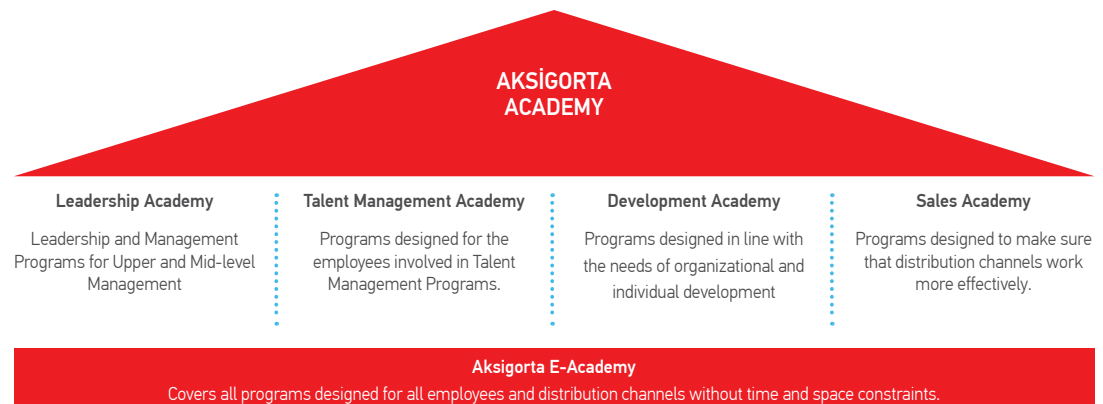 AKSİGORTA
ACADEMY
Leadership Academy
Leadership and Management
Programs for Upper and Mid-level
Management
Talent Management Academy
Programs designed for the
employees involved in Talent
Management Programs.
Development Academy
Programs designed in line with
the needs of organizational and
individual development
Sales Academy
Programs designed to make sure
that distribution channels work
more effectively.
Aksigorta E-Academy
Covers all programs designed for all employees and distribution channels without time and space constraints.